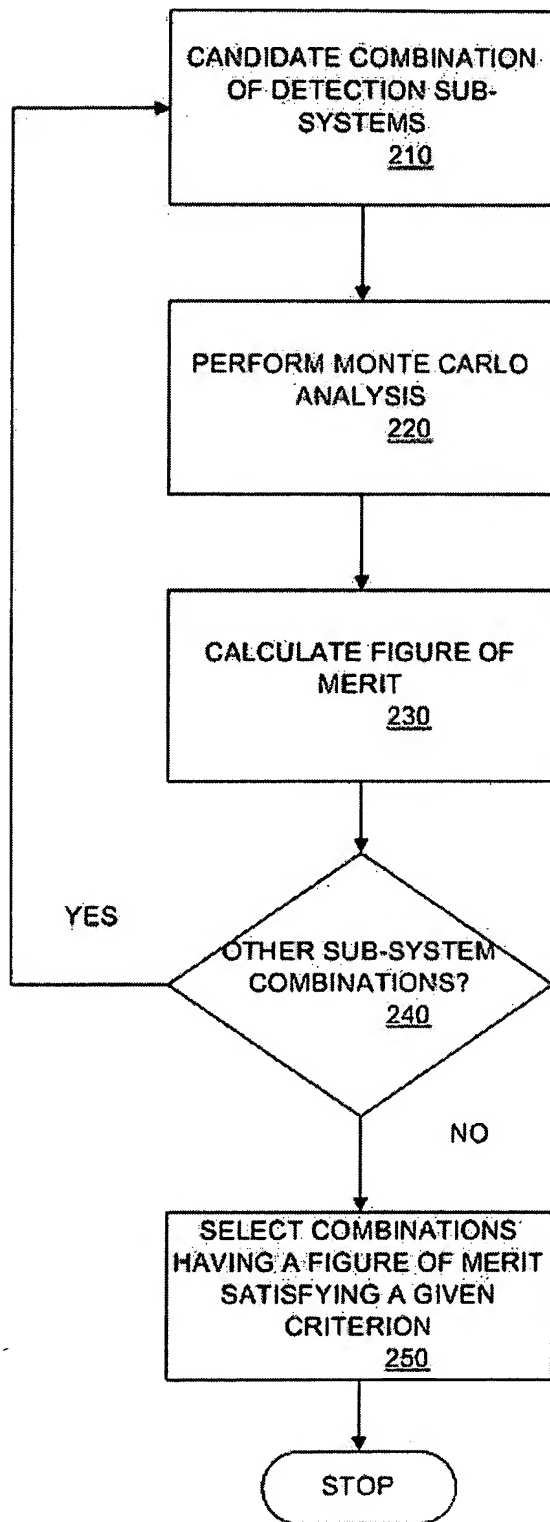 CANDIDATE COMBINATION
OF DETECTION SUB-
SYSTEMS
210
PERFORM MONTE CARLO
ANALYSIS
220
CALCULATE FIGURE OF
MERIT
230
YES
OTHER SUB-SYSTEM
COMBINATIONS?
240
NO
SELECT COMBINATIONS
HAVING A FIGURE OF MERIT
SATISFYING A GIVEN
CRITERION
250
STOP